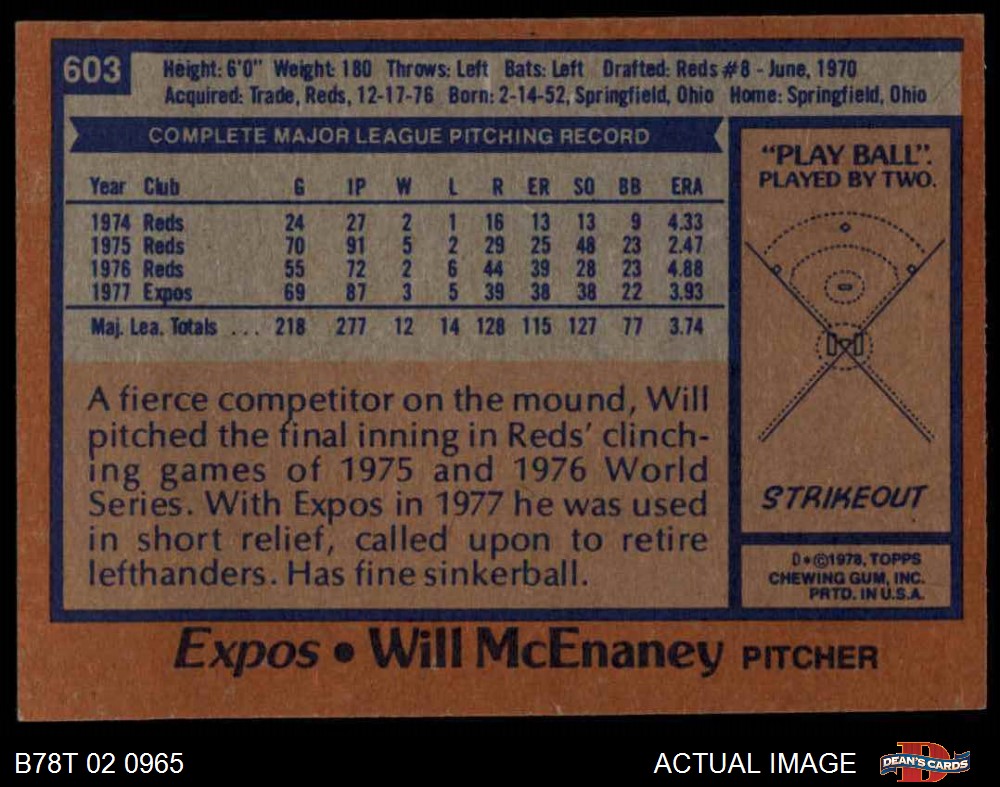 603
Height: 6'0" Weight: 180 Throws: Left Bats: Left Drafted: Reds #8 - June, 1970
Acquired: Trade, Reds, 12-17-76 Born: 2-14-52, Springfield, Ohio Home: Springfield, Ohio
COMPLETE MAJOR LEAGUE PITCHING RECORD
Year Club G IP W L R ER SO BB ERA
1974 Reds 24 27 2 1 16 13 13 9 4.33
1975 Reds 70 91 5 2 29 25 48 23 2.47
1976 Reds 55 72 2 6 44 39 28 23 4.88
1977 Expos 69 87 3 5 39 38 38 22 3.93
Maj. Lea. Totals ... 218 277 12 14 128 115 127 77 3.74
A fierce competitor on the mound, Will
pitched the final inning in Reds' clinch-
ing games of 1975 and 1976 World
Series. With Expos in 1977 he was used
in short relief, called upon to retire
lefthanders. Has fine sinkerball.
"PLAY BALL".
PLAYED BY TWO.
STRIKEOUT
D*©1978, TOPPS
CHEWING GUM, INC.
PRTD. IN U.S.A.
Expos • Will McEnaney PITCHER
B78T 02 0965
ACTUAL IMAGE
D
DEAN'S CARDS